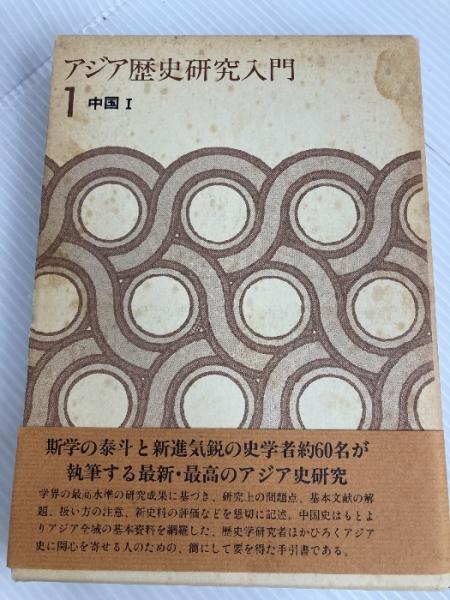 アジア歴史研究入門
1 中国 I
斯学の泰斗と新進気鋭の史学者約60名が
執筆する最新・最高のアジア史研究
学界の最高水準の研究成果に基づき、研究上の問題点、基本文献の解
題、扱い方の注意、新史料の評価などを懇切に記述。中国史はもとよ
りアジア全域の基本資料を網羅した、歴史学研究者ほかひろくアジア
史に関心を寄せる人のための、簡にして要を得た手引書である。